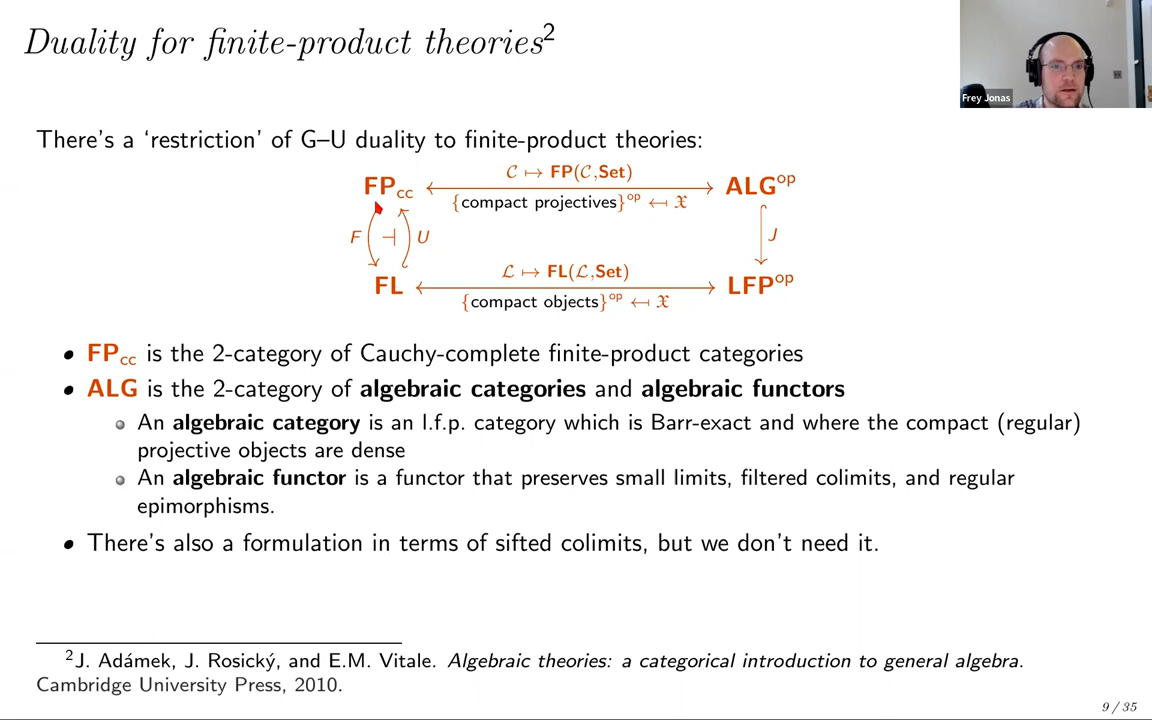 Duality for finite-product theories²
Frey Jonas
There's a ‘restriction’ of G–U duality to finite-product theories:
𝒞 ↦ FP(𝒞,Set)
FPcc ALGop
{compact projectives}op ↤ 𝔛
F ⊣ U J
ℒ ↦ FL(ℒ,Set)
FL LFPop
{compact objects}op ↤ 𝔛
• FPcc is the 2-category of Cauchy-complete finite-product categories
• ALG is the 2-category of algebraic categories and algebraic functors
An algebraic category is an l.f.p. category which is Barr-exact and where the compact (regular)
projective objects are dense
An algebraic functor is a functor that preserves small limits, filtered colimits, and regular
epimorphisms.
• There's also a formulation in terms of sifted colimits, but we don't need it.
²J. Adámek, J. Rosický, and E.M. Vitale. Algebraic theories: a categorical introduction to general algebra.
Cambridge University Press, 2010.
9 / 35